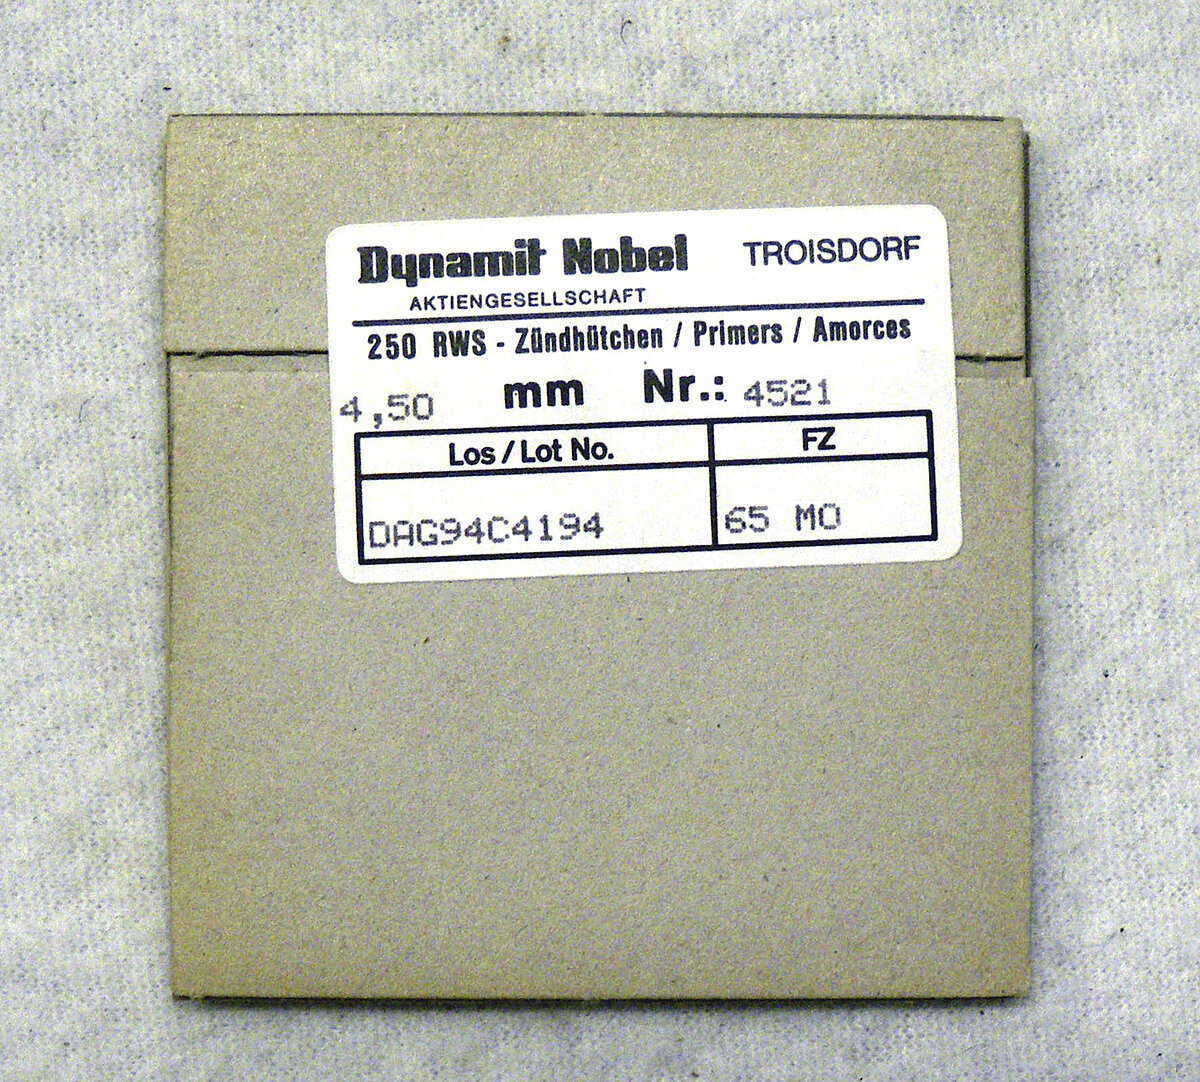 Dynamit Nobel TROISDORF
AKTIENGESELLSCHAFT
250 RWS - Zündhütchen / Primers / Amorces
4,50 mm Nr.: 4521
Los / Lot No. FZ
DAG94C4194 65 MO